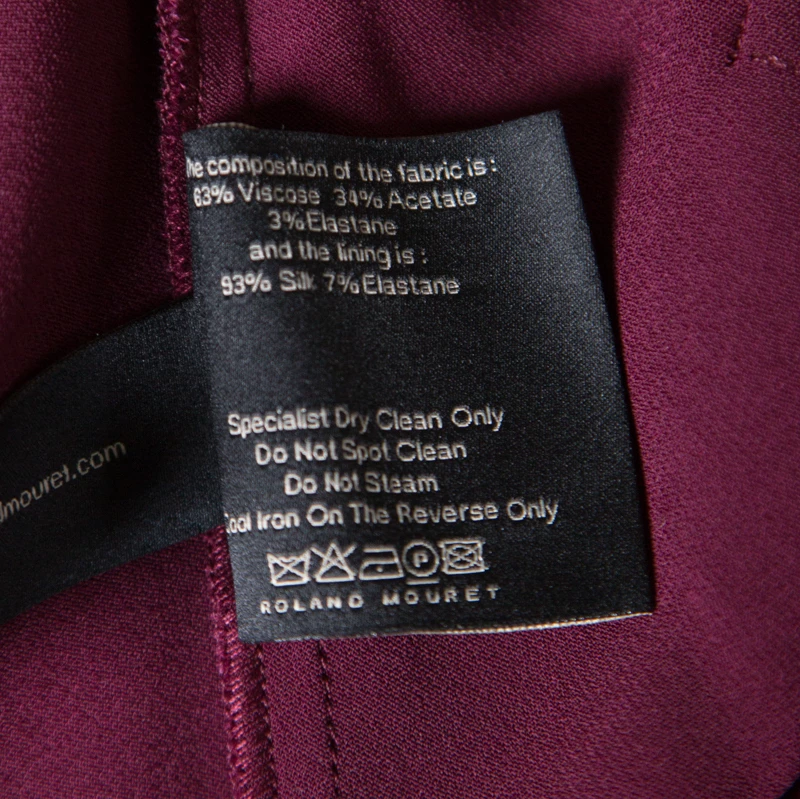 he composition of the fabric is:
63% Viscose 34% Acetate
3% Elastane
and the lining is:
93% Silk 7% Elastane
Specialist Dry Clean Only
Do Not Spot Clean
Do Not Steam
Cool Iron On The Reverse Only
P
ROLAND MOURET
dmouret.com